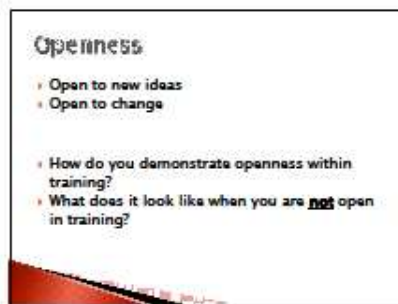 Openness
Open to new ideas
Open to change
How do you demonstrate openness within
training?
What does it look like when you are not open
in training?